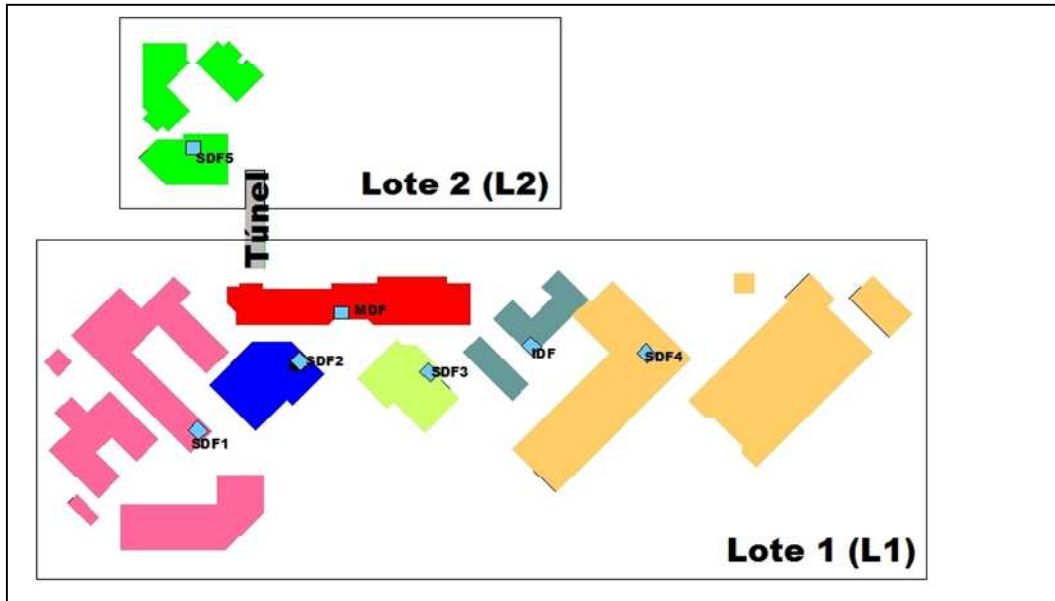 SDF5
Lote 2 (L2)
Túnel
MDF
SDF2
IDF
SDF4
SDF3
SDF1
Lote 1 (L1)